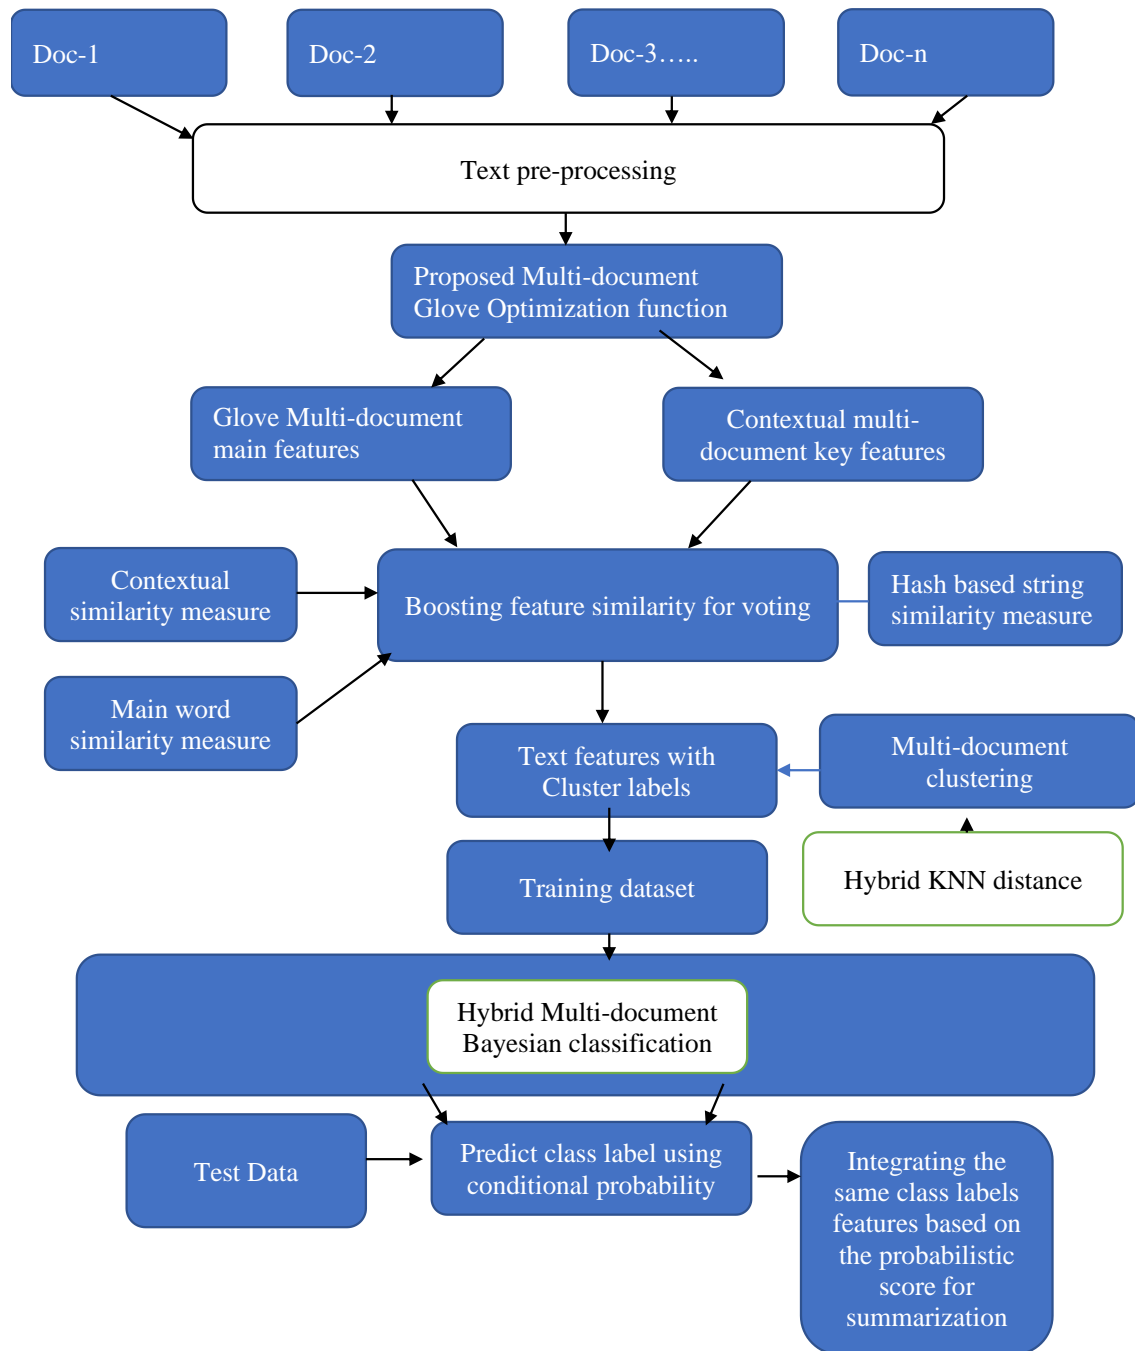 Doc-1
Doc-2
Doc-3…..
Doc-n
Text pre-processing
Proposed Multi-document
Glove Optimization function
Glove Multi-document
main features
Contextual multi-
document key features
Contextual
similarity measure
Boosting feature similarity for voting
Hash based string
similarity measure
Main word
similarity measure
Text features with
Cluster labels
Multi-document
clustering
Training dataset
Hybrid KNN distance
Hybrid Multi-document
Bayesian classification
Test Data
Predict class label using
conditional probability
Integrating the
same class labels
features based on
the probabilistic
score for
summarization